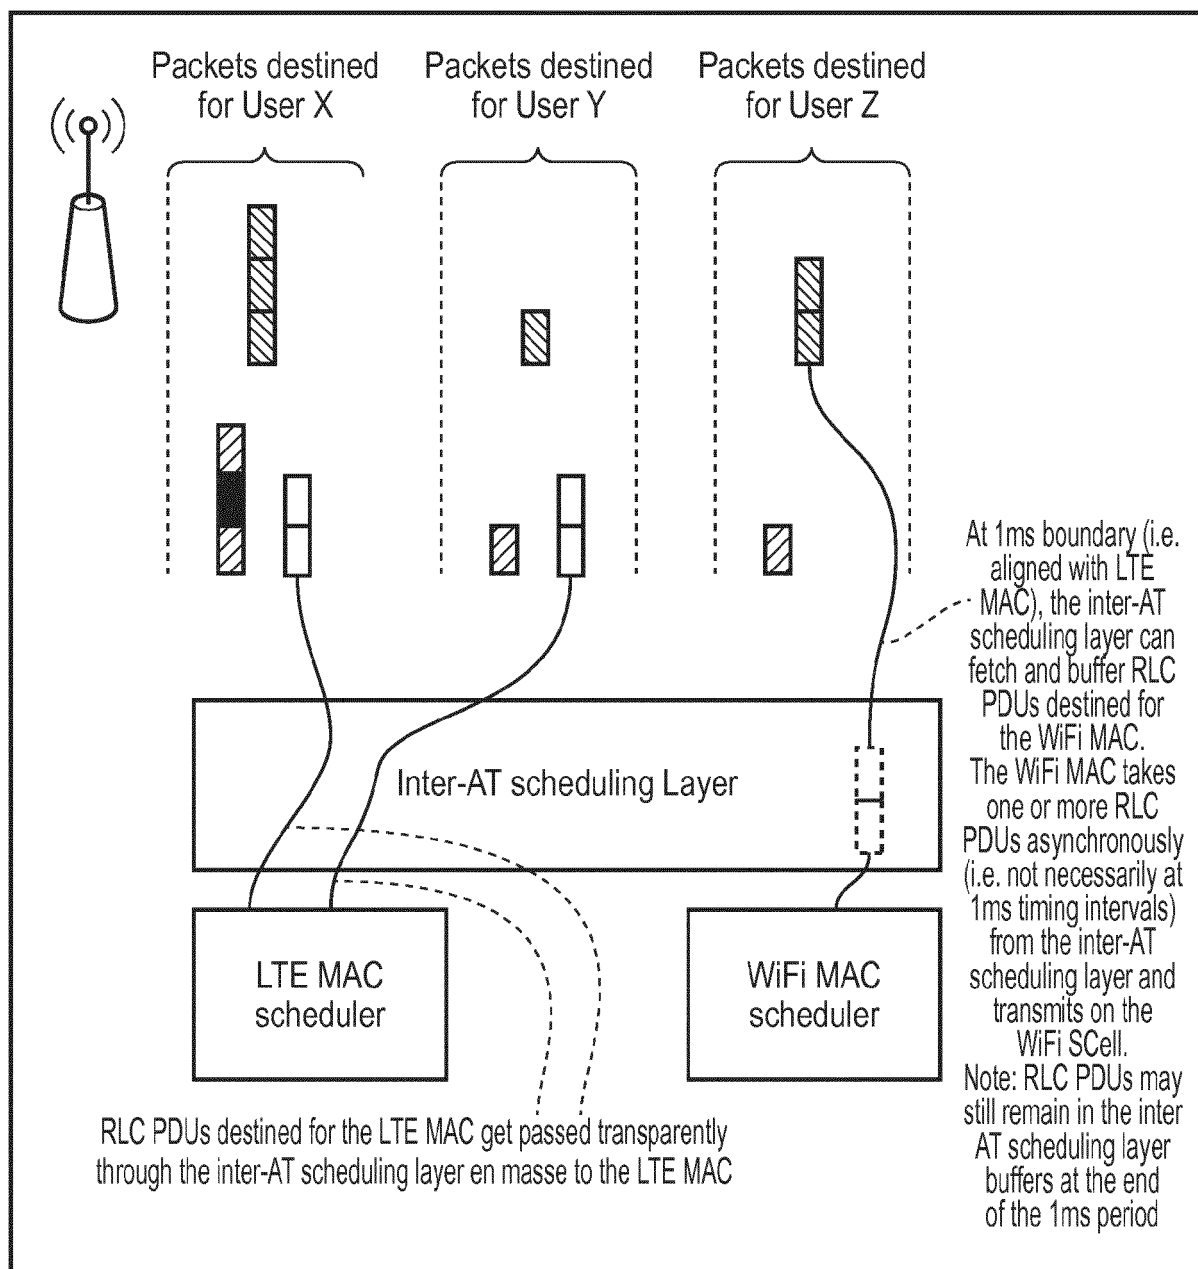 Packets destined
for User X
Packets destined
for User Y
Packets destined
for User Z
At 1ms boundary (i.e.
aligned with LTE
MAC), the inter-AT
scheduling layer can
fetch and buffer RLC
PDUs destined for
the WiFi MAC.
The WiFi MAC takes
one or more RLC
PDUs asynchronously
(i.e. not necessarily at
1ms timing intervals)
from the inter-AT
scheduling layer and
transmits on the
WiFi SCell.
Note: RLC PDUs may
still remain in the inter
AT scheduling layer
buffers at the end
of the 1ms period
Inter-AT scheduling Layer
LTE MAC
scheduler
WiFi MAC
scheduler
RLC PDUs destined for the LTE MAC get passed transparently
through the inter-AT scheduling layer en masse to the LTE MAC